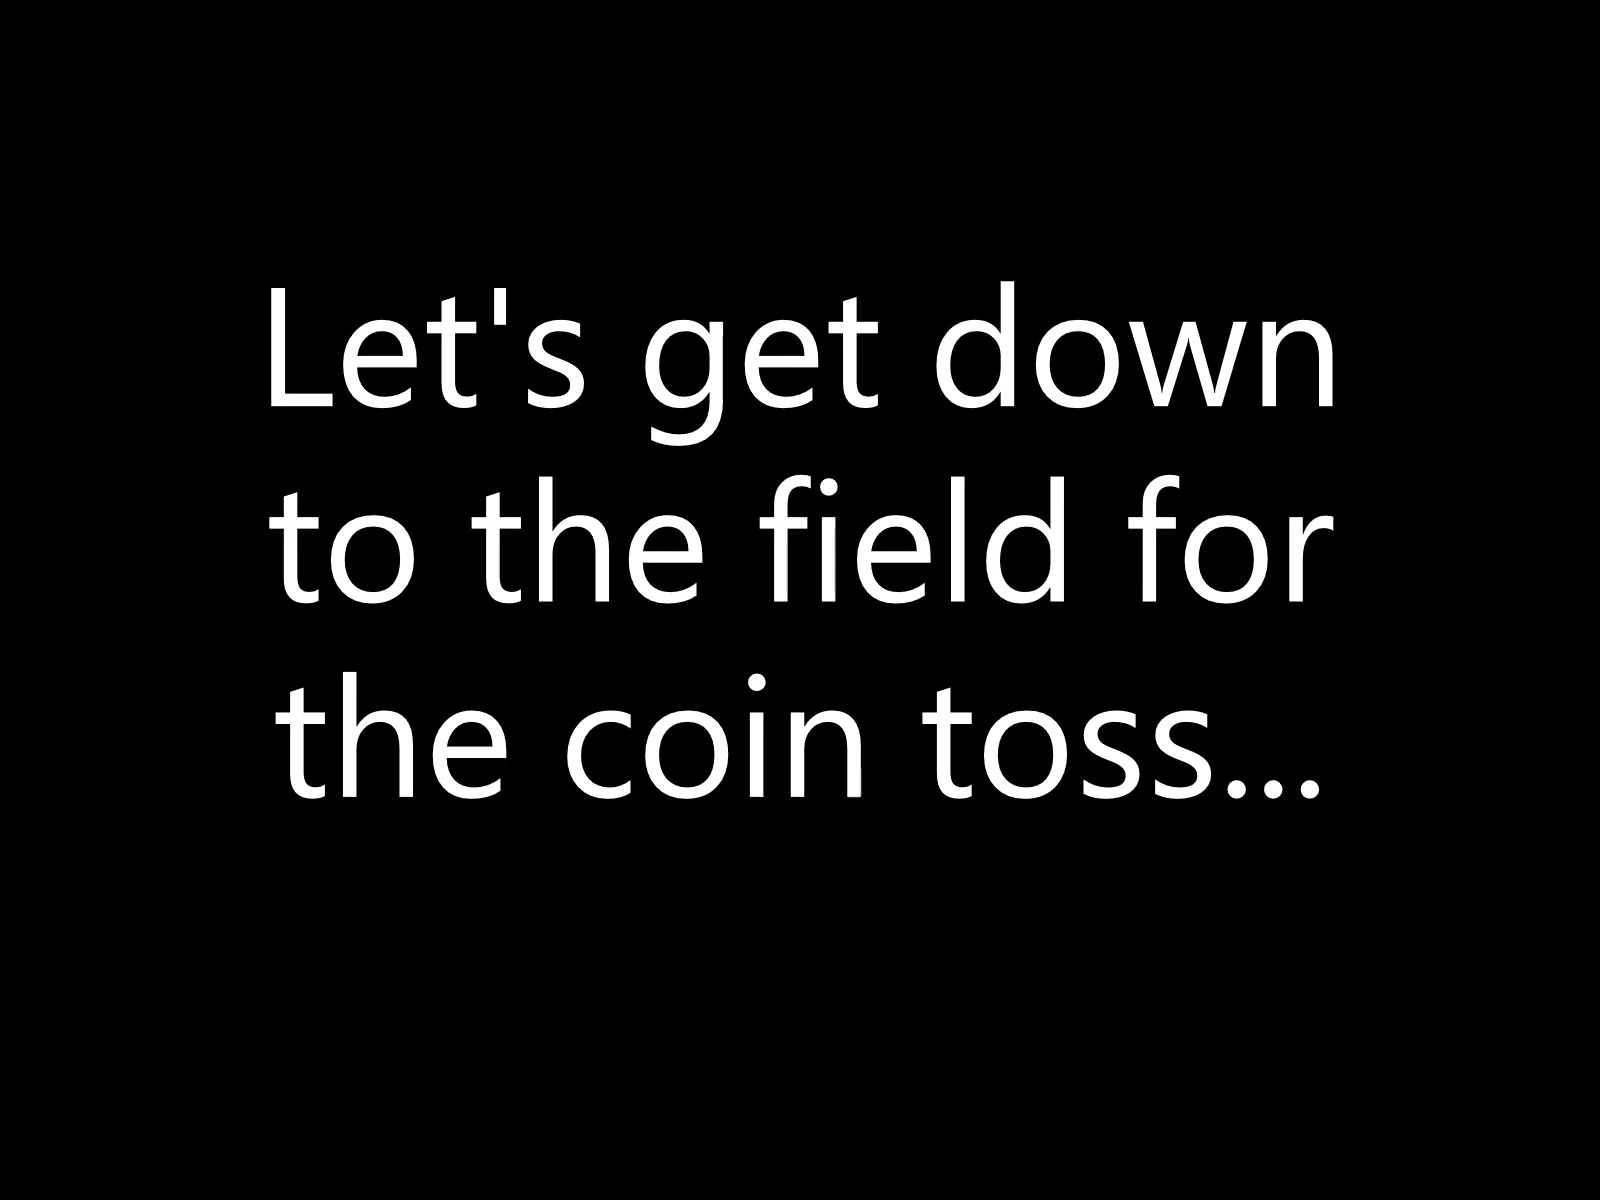 Let's get down
to the field for
the coin toss...